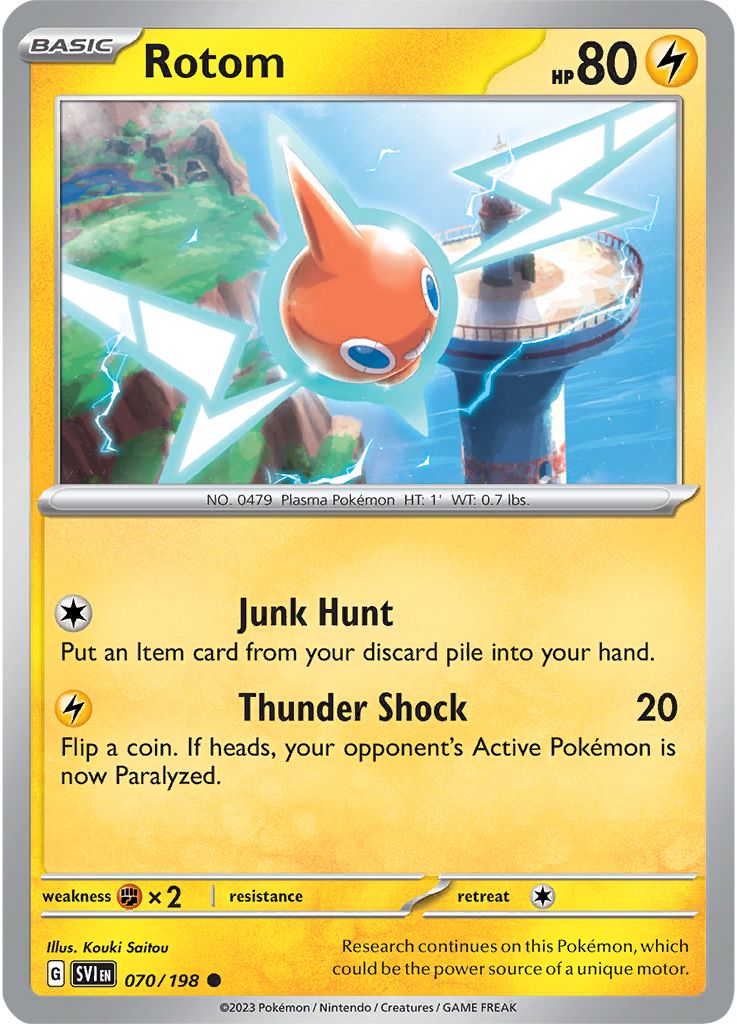 BASIC Rotom HP 80
NO. 0479 Plasma Pokémon HT: 1' WT: 0.7 lbs.
Junk Hunt
Put an Item card from your discard pile into your hand.
Thunder Shock 20
Flip a coin. If heads, your opponent's Active Pokémon is
now Paralyzed.
weakness ×2 resistance retreat
Illus. Kouki Saitou
G SVI EN 070/198
Research continues on this Pokémon, which
could be the power source of a unique motor.
©2023 Pokémon / Nintendo / Creatures / GAME FREAK